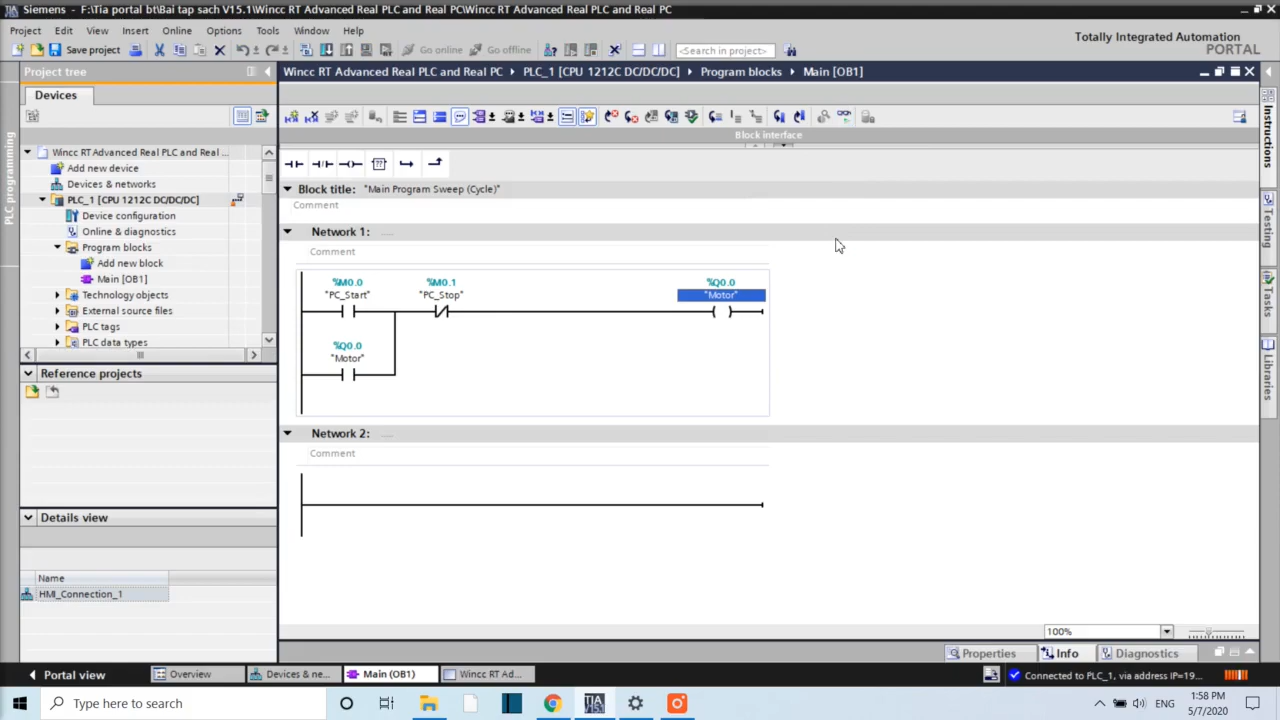 Siemens - F:\Tia portal bt\Bai tap sach V15.1\Wincc RT Advanced Real PLC and Real PC\Wincc RT Advanced Real PLC and Real PC
Project Edit View Insert Online Options Tools Window Help
Totally Integrated Automation
PORTAL
Save project
Go online
Go offline
<Search in project>
Project tree
Wincc RT Advanced Real PLC and Real PC ▸ PLC_1 [CPU 1212C DC/DC/DC] ▸ Program blocks ▸ Main [OB1]
Devices
PLC programming
Block interface
Wincc RT Advanced Real PLC and Real ...
Add new device
Devices & networks
PLC_1 [CPU 1212C DC/DC/DC]
Device configuration
Online & diagnostics
Program blocks
Add new block
Main [OB1]
Technology objects
External source files
PLC tags
PLC data types
Reference projects
Details view
Name
HMI_Connection_1
Block title: "Main Program Sweep (Cycle)"
Comment
Network 1:
Comment
%M0.0
"PC_Start"
%M0.1
"PC_Stop"
%Q0.0
"Motor"
%Q0.0
"Motor"
Network 2:
Comment
100%
Instructions
Testing
Tasks
Libraries
Properties
Info
Diagnostics
Portal view
Overview
Devices & ne...
Main (OB1)
Wincc RT Ad...
Connected to PLC_1, via address IP=19...
Type here to search
ENG
1:58 PM
5/7/2020